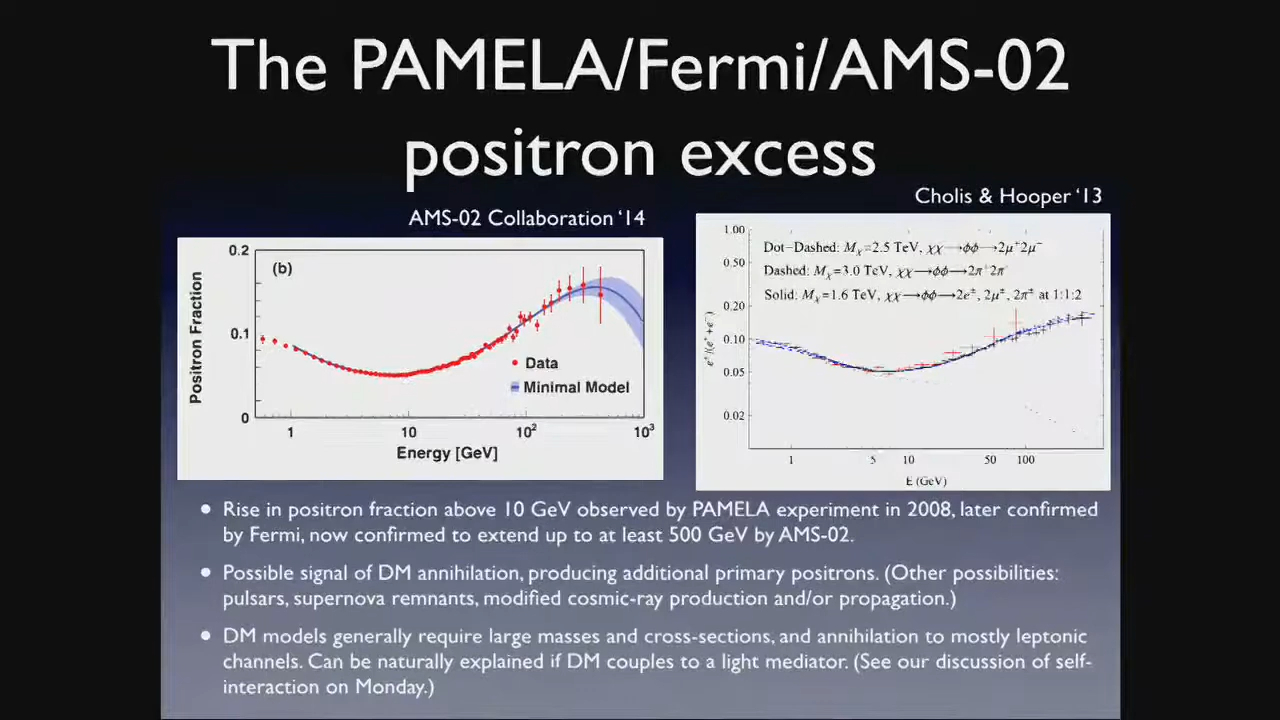 The PAMELA/Fermi/AMS-02
positron excess
AMS-02 Collaboration ‘14
Cholis & Hooper ‘13
0.2
(b)
0.1
0
Positron Fraction
Data
Minimal Model
1
10
10²
10³
Energy [GeV]
1.00
0.50
0.20
0.10
0.05
0.02
e⁺/(e⁺+e⁻)
Dot-Dashed: Mχ=2.5 TeV, χχ→ϕϕ→2μ⁺2μ⁻
Dashed: Mχ=3.0 TeV, χχ→ϕϕ→2π⁺2π⁻
Solid: Mχ=1.6 TeV, χχ→ϕϕ→2e±, 2μ±, 2π± at 1:1:2
1
5
10
50
100
E (GeV)
• Rise in positron fraction above 10 GeV observed by PAMELA experiment in 2008, later confirmed
by Fermi, now confirmed to extend up to at least 500 GeV by AMS-02.
• Possible signal of DM annihilation, producing additional primary positrons. (Other possibilities:
pulsars, supernova remnants, modified cosmic-ray production and/or propagation.)
• DM models generally require large masses and cross-sections, and annihilation to mostly leptonic
channels. Can be naturally explained if DM couples to a light mediator. (See our discussion of self-
interaction on Monday.)